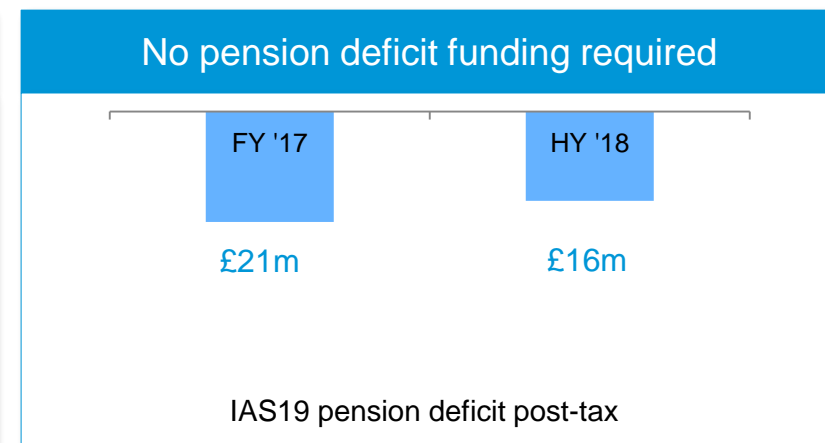 No pension deficit funding required
FY '17
HY '18
£21m
£16m
IAS19 pension deficit post-tax